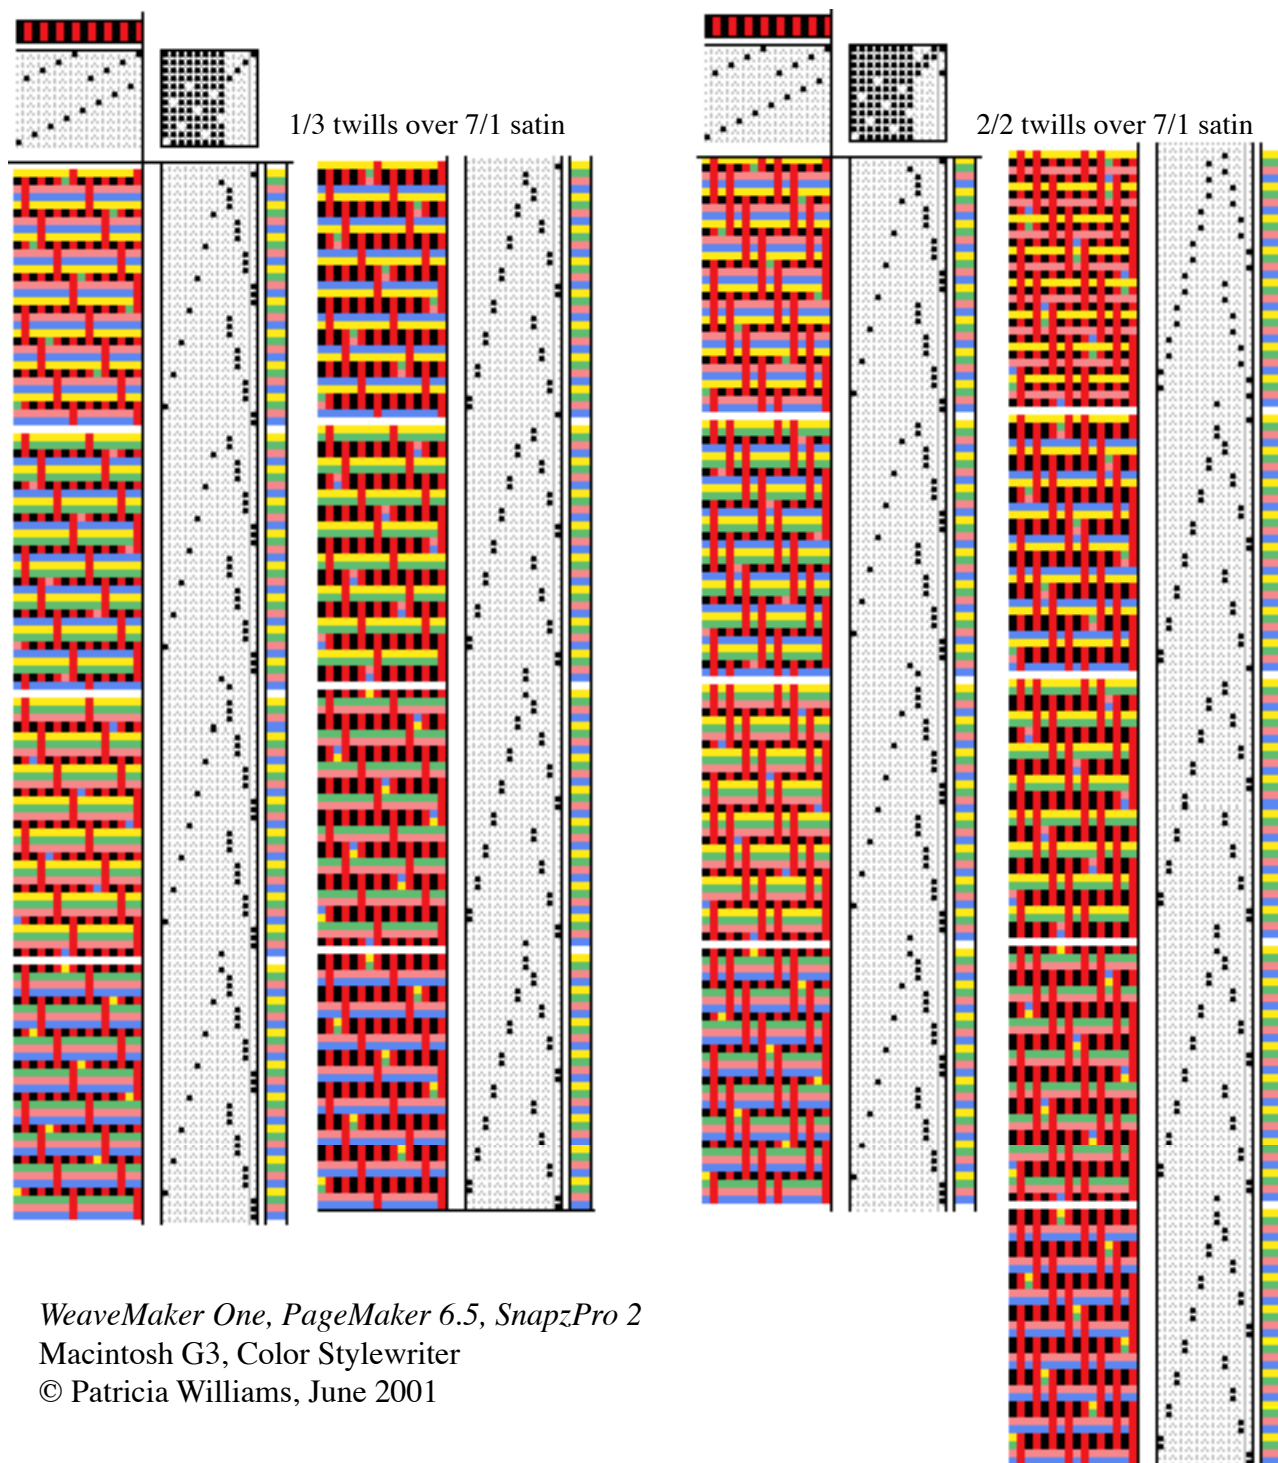 1/3 twills over 7/1 satin
2/2 twills over 7/1 satin
WeaveMaker One, PageMaker 6.5, SnapzPro 2
Macintosh G3, Color Stylewriter
© Patricia Williams, June 2001